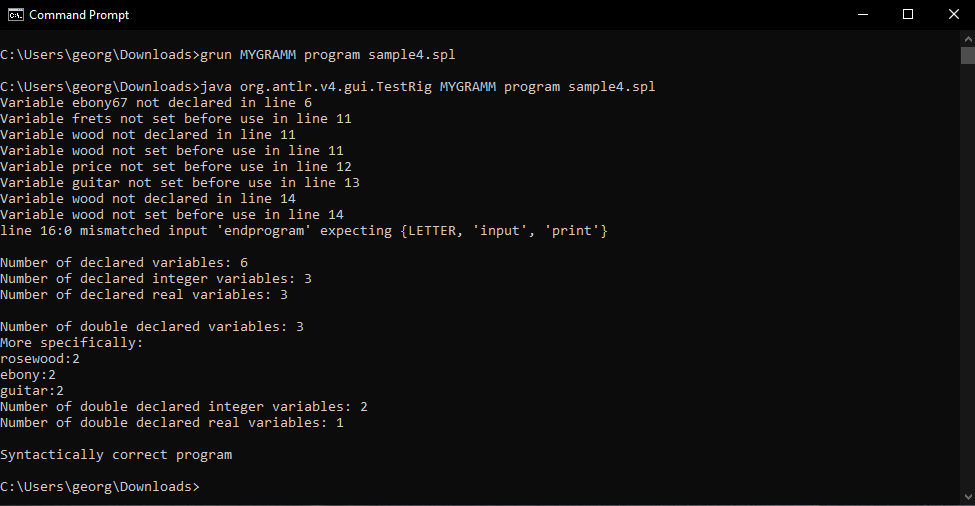 Command Prompt
C:\Users\georg\Downloads>grun MYGRAMM program sample4.spl
C:\Users\georg\Downloads>java org.antlr.v4.gui.TestRig MYGRAMM program sample4.spl
Variable ebony67 not declared in line 6
Variable frets not set before use in line 11
Variable wood not declared in line 11
Variable wood not set before use in line 11
Variable price not set before use in line 12
Variable guitar not set before use in line 13
Variable wood not declared in line 14
Variable wood not set before use in line 14
line 16:0 mismatched input 'endprogram' expecting {LETTER, 'input', 'print'}
Number of declared variables: 6
Number of declared integer variables: 3
Number of declared real variables: 3
Number of double declared variables: 3
More specifically:
rosewood:2
ebony:2
guitar:2
Number of double declared integer variables: 2
Number of double declared real variables: 1
Syntactically correct program
C:\Users\georg\Downloads>